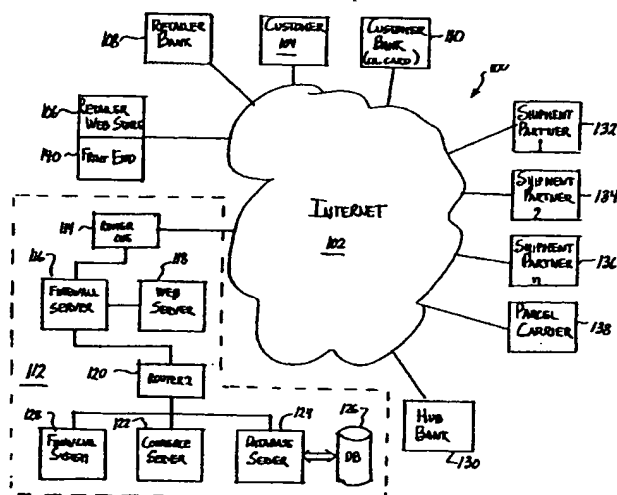 108
RETAILER
BANK
CUSTOMER
104
CUSTOMER
BANK
(OR CARD)
110
100
106
RETAILER
WEB STORE
140
FRONT END
SHIPMENT
PARTNER
1
132
SHIPMENT
PARTNER
2
134
SHIPMENT
PARTNER
n
136
PARCEL
CARRIER
138
INTERNET
102
114
ROUTER
ONE
116
FIREWALL
SERVER
118
WEB
SERVER
112
120
ROUTER 2
128
FINANCIAL
SYSTEM
122
COMMERCE
SERVER
124
DATABASE
SERVER
126
DB
HUB
BANK
130